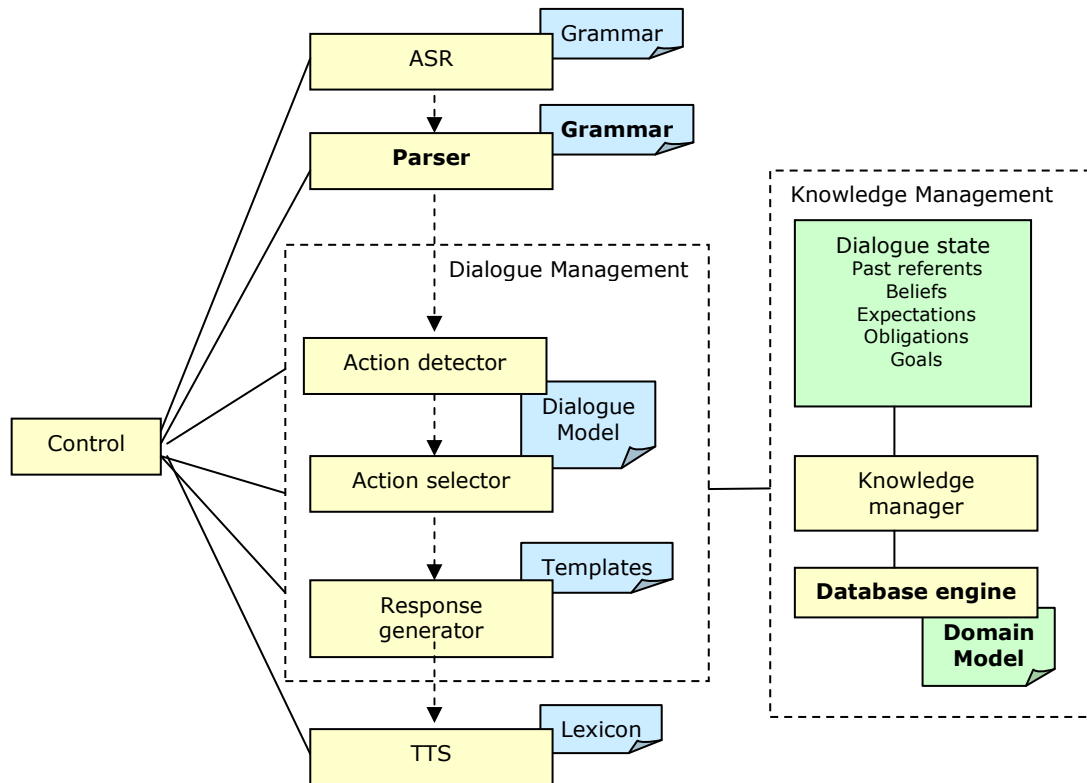 Grammar
ASR
Grammar
Parser
Knowledge Management
Dialogue state
Past referents
Beliefs
Expectations
Obligations
Goals
Dialogue Management
Action detector
Dialogue
Model
Control
Action selector
Knowledge
manager
Templates
Response
generator
Database engine
Domain
Model
Lexicon
TTS